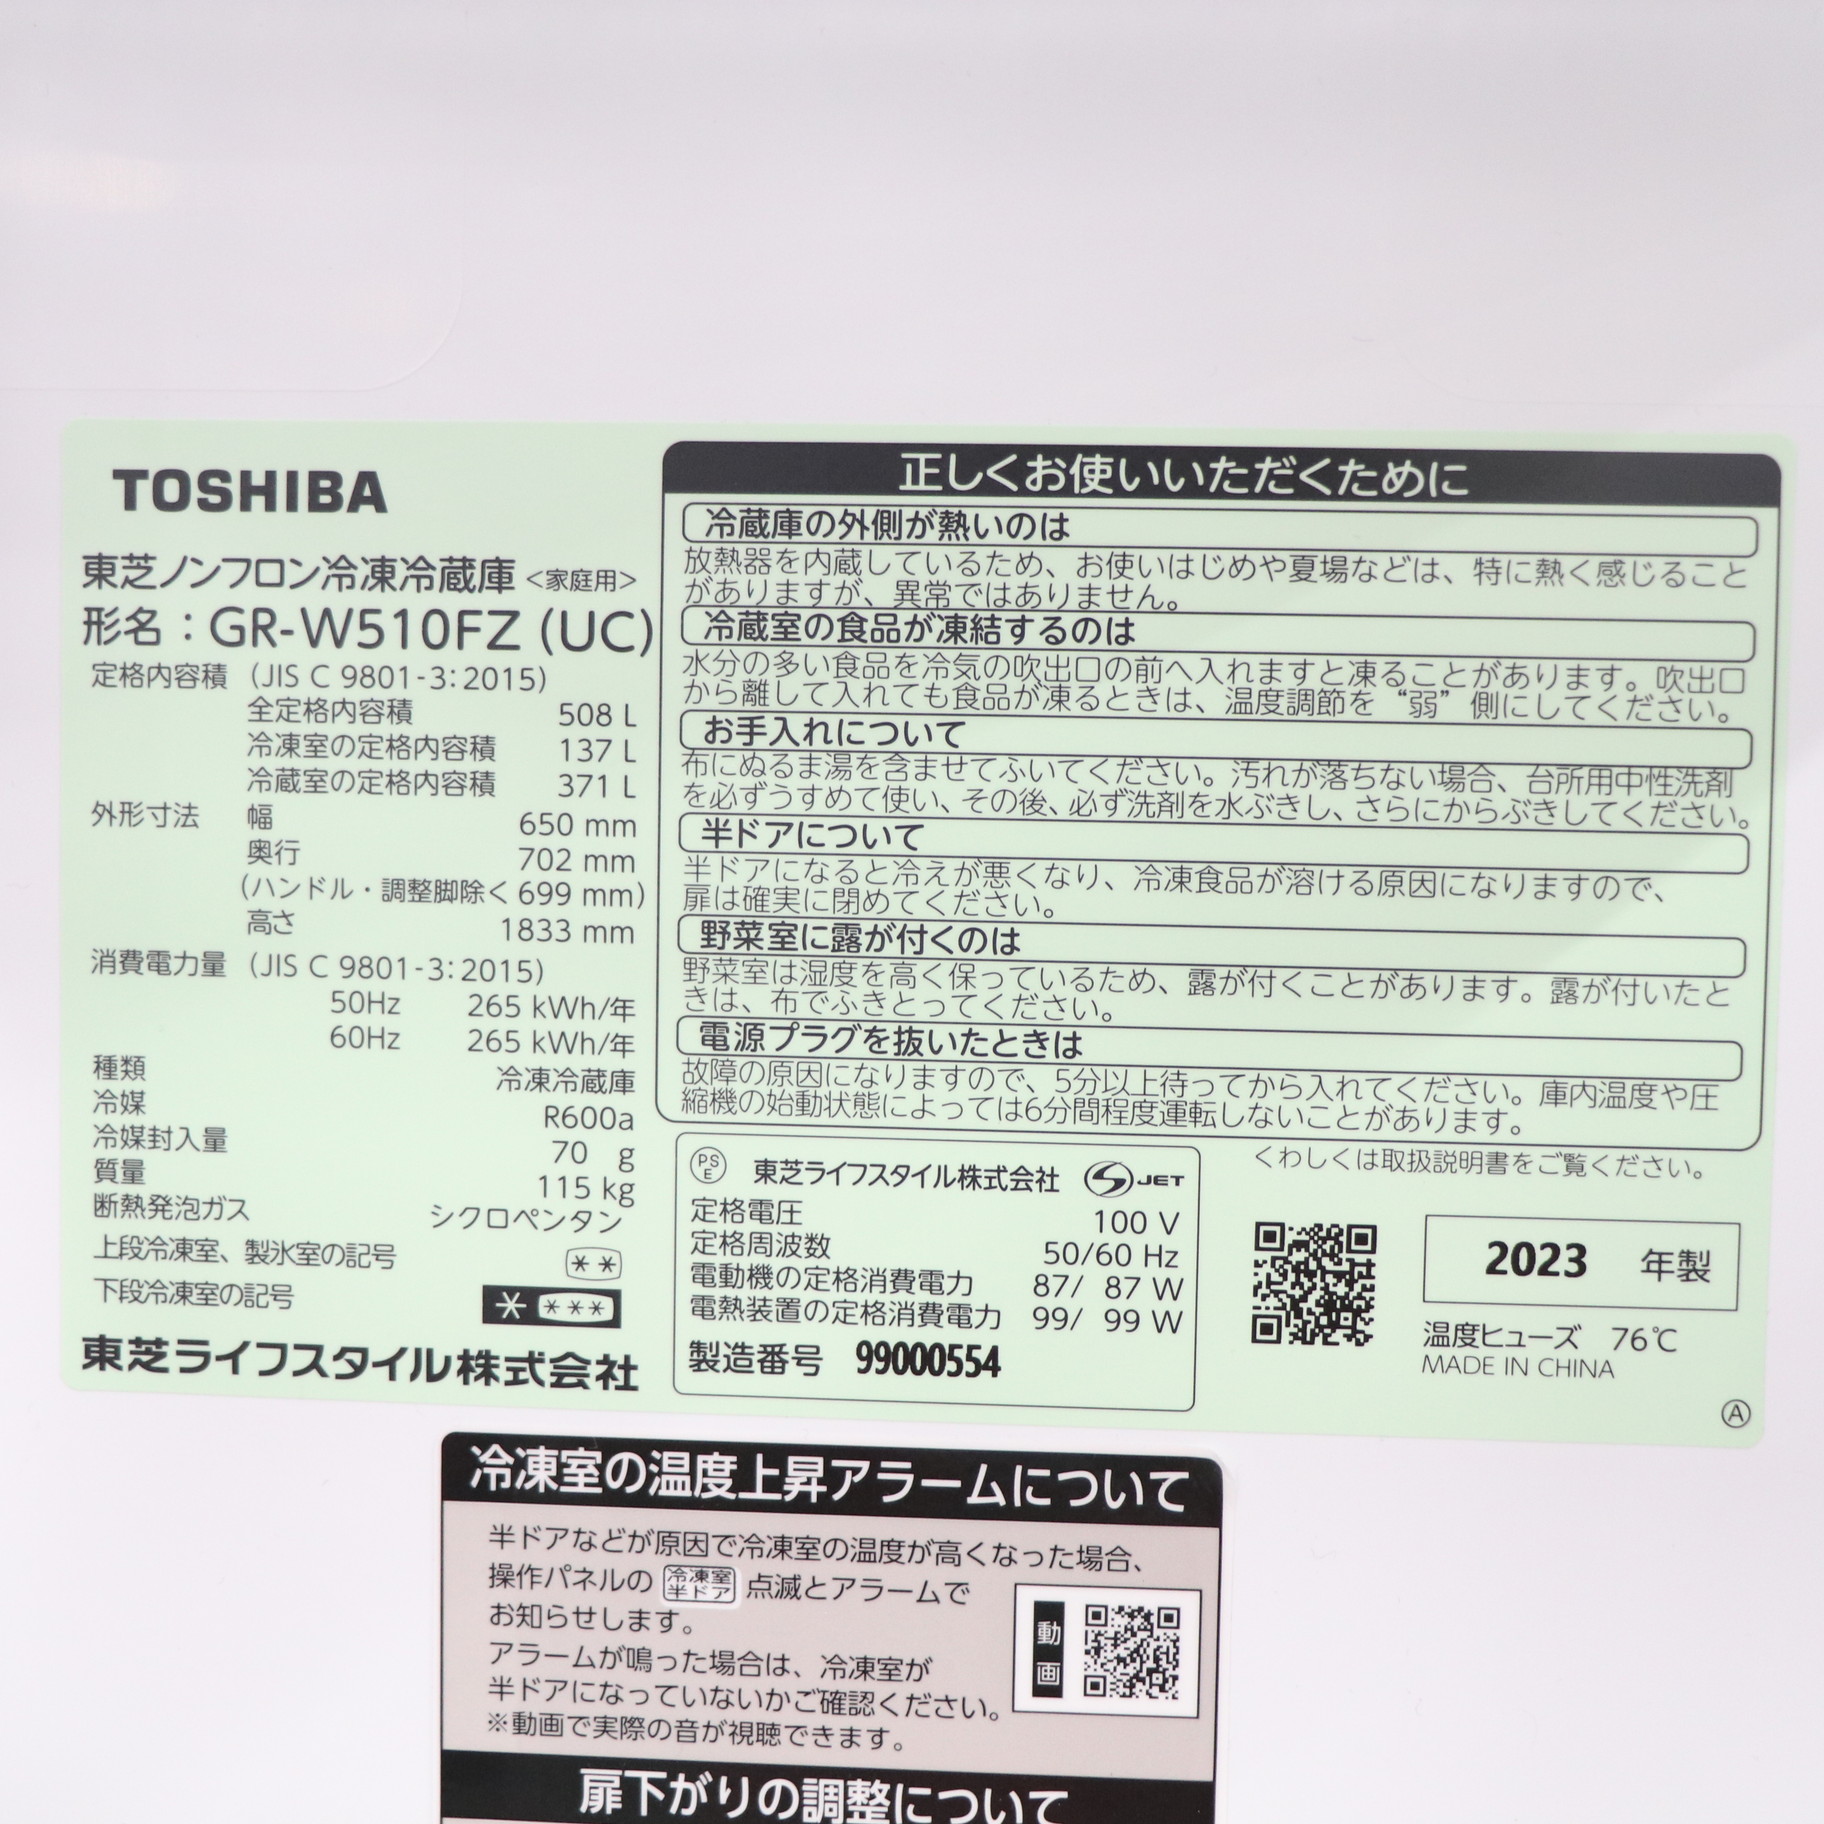 TOSHIBA
東芝ノンフロン冷凍冷蔵庫 <家庭用>
形名：GR-W510FZ (UC)
定格内容積 (JIS C 9801-3:2015)
全定格内容積 508 L
冷凍室の定格内容積 137 L
冷蔵室の定格内容積 371 L
外形寸法 幅 650 mm
奥行 702 mm
(ハンドル・調整脚除く 699 mm)
高さ 1833 mm
消費電力量 (JIS C 9801-3:2015)
50Hz 265 kWh/年
60Hz 265 kWh/年
種類 冷凍冷蔵庫
冷媒 R600a
冷媒封入量 70 g
質量 115 kg
断熱発泡ガス シクロペンタン
上段冷凍室、製氷室の記号 **
下段冷凍室の記号 * ***
東芝ライフスタイル株式会社
正しくお使いいただくために
冷蔵庫の外側が熱いのは
放熱器を内蔵しているため、お使いはじめや夏場などは、特に熱く感じること
がありますが、異常ではありません。
冷蔵室の食品が凍結するのは
水分の多い食品を冷気の吹出口の前へ入れますと凍ることがあります。吹出口
から離して入れても食品が凍るときは、温度調節を“弱”側にしてください。
お手入れについて
布にぬるま湯を含ませてふいてください。汚れが落ちない場合、台所用中性洗剤
を必ずうすめて使い、その後、必ず洗剤を水ぶきし、さらにからぶきしてください。
半ドアについて
半ドアになると冷えが悪くなり、冷凍食品が溶ける原因になりますので、
扉は確実に閉めてください。
野菜室に露が付くのは
野菜室は湿度を高く保っているため、露が付くことがあります。露が付いたと
きは、布でふきとってください。
電源プラグを抜いたときは
故障の原因になりますので、5分以上待ってから入れてください。庫内温度や圧
縮機の始動状態によっては6分間程度運転しないことがあります。
くわしくは取扱説明書をご覧ください。
PSE 東芝ライフスタイル株式会社 S JET
定格電圧 100 V
定格周波数 50/60 Hz
電動機の定格消費電力 87/ 87 W
電熱装置の定格消費電力 99/ 99 W
製造番号 99000554
2023 年製
温度ヒューズ 76℃
MADE IN CHINA
Ⓐ
冷凍室の温度上昇アラームについて
半ドアなどが原因で冷凍室の温度が高くなった場合、
操作パネルの 冷凍室半ドア 点滅とアラームで
お知らせします。
アラームが鳴った場合は、冷凍室が
半ドアになっていないかご確認ください。
※動画で実際の音が視聴できます。
動画
扉下がりの調整について